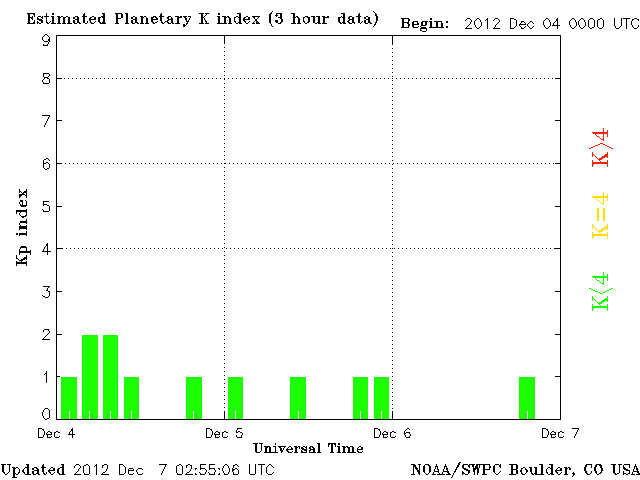 Estimated Planetary K index (3 hour data) Begin: 2012 Dec 04 0000 UTC
9
8
7
6
5
4
3
2
1
0
Kp index
K>4
K=4
K<4
Dec 4 Dec 5 Dec 6 Dec 7
Universal Time
Updated 2012 Dec 7 02:55:06 UTC NOAA/SWPC Boulder, CO USA